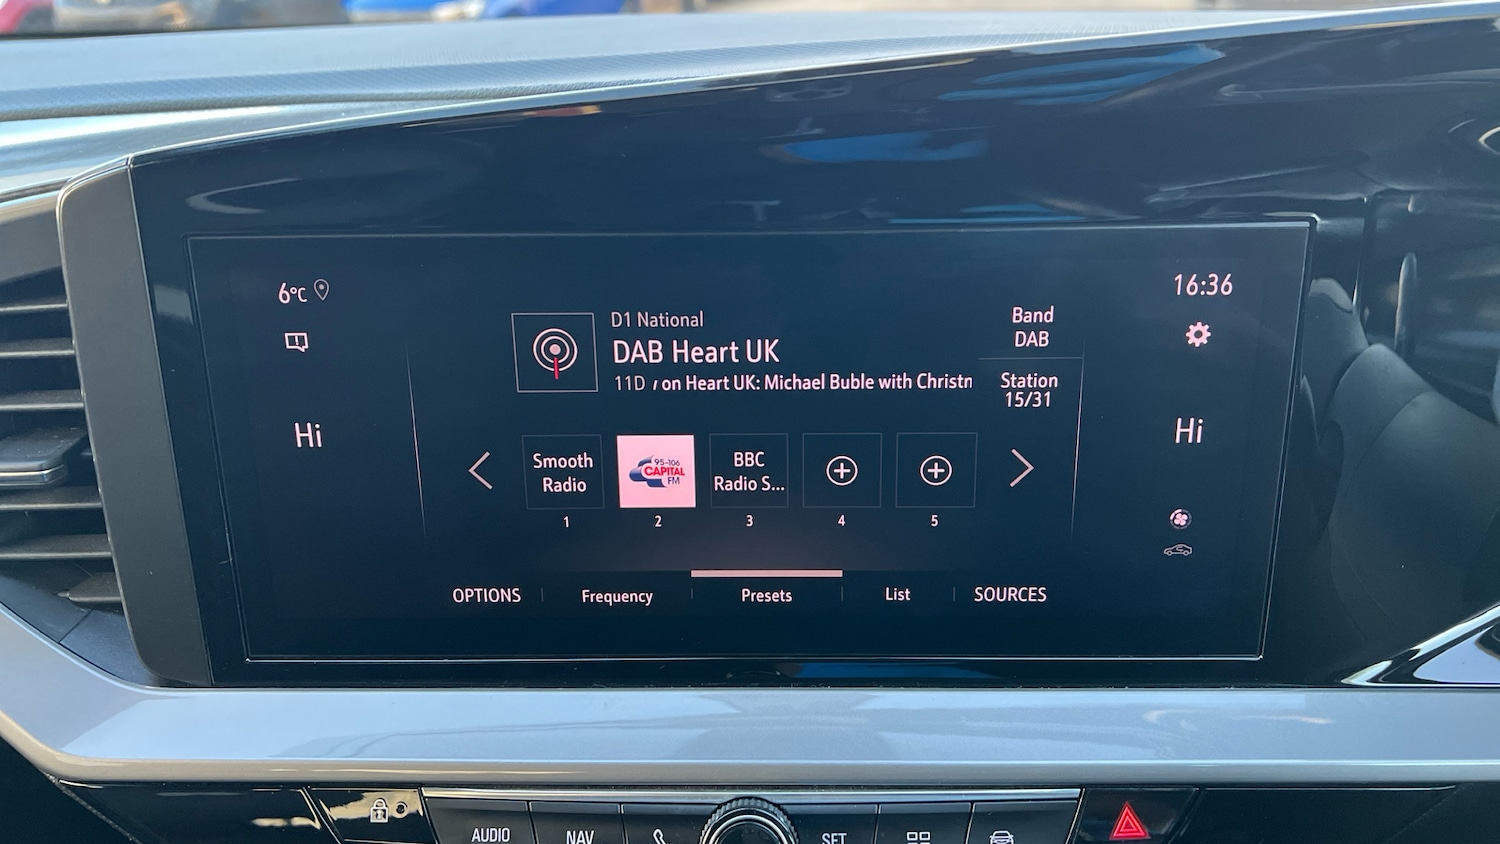 6°C
16:36
D1 National
DAB Heart UK
11D
on Heart UK: Michael Buble with Christn
Band
DAB
Station
15/31
Hi
Hi
Smooth
Radio
95-106
CAPITAL
FM
BBC
Radio S...
1
2
3
4
5
OPTIONS
Frequency
Presets
List
SOURCES
AUDIO
NAV
SET